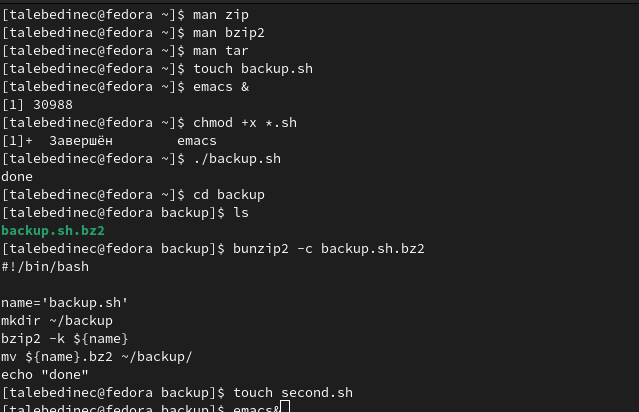 [talebedinec@fedora ~]$ man zip
[talebedinec@fedora ~]$ man bzip2
[talebedinec@fedora ~]$ man tar
[talebedinec@fedora ~]$ touch backup.sh
[talebedinec@fedora ~]$ emacs &
[1] 30988
[talebedinec@fedora ~]$ chmod +x *.sh
[1]+  Завершён        emacs
[talebedinec@fedora ~]$ ./backup.sh
done
[talebedinec@fedora ~]$ cd backup
[talebedinec@fedora backup]$ ls
backup.sh.bz2
[talebedinec@fedora backup]$ bunzip2 -c backup.sh.bz2
#!/bin/bash

name='backup.sh'
mkdir ~/backup
bzip2 -k ${name}
mv ${name}.bz2 ~/backup/
echo "done"
[talebedinec@fedora backup]$ touch second.sh
[talebedinec@fedora backup]$ emacs&